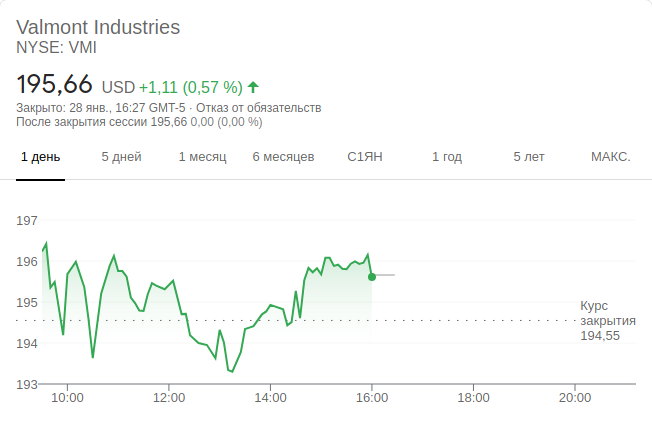 Valmont Industries
NYSE: VMI
195,66 USD +1,11 (0,57 %)
Закрыто: 28 янв., 16:27 GMT-5 · Отказ от обязательств
После закрытия сессии 195,66 0,00 (0,00 %)
1 день 5 дней 1 месяц 6 месяцев С1ЯН 1 год 5 лет МАКС.
197
196
195
194
193
Курс
закрытия
194,55
10:00 12:00 14:00 16:00 18:00 20:00